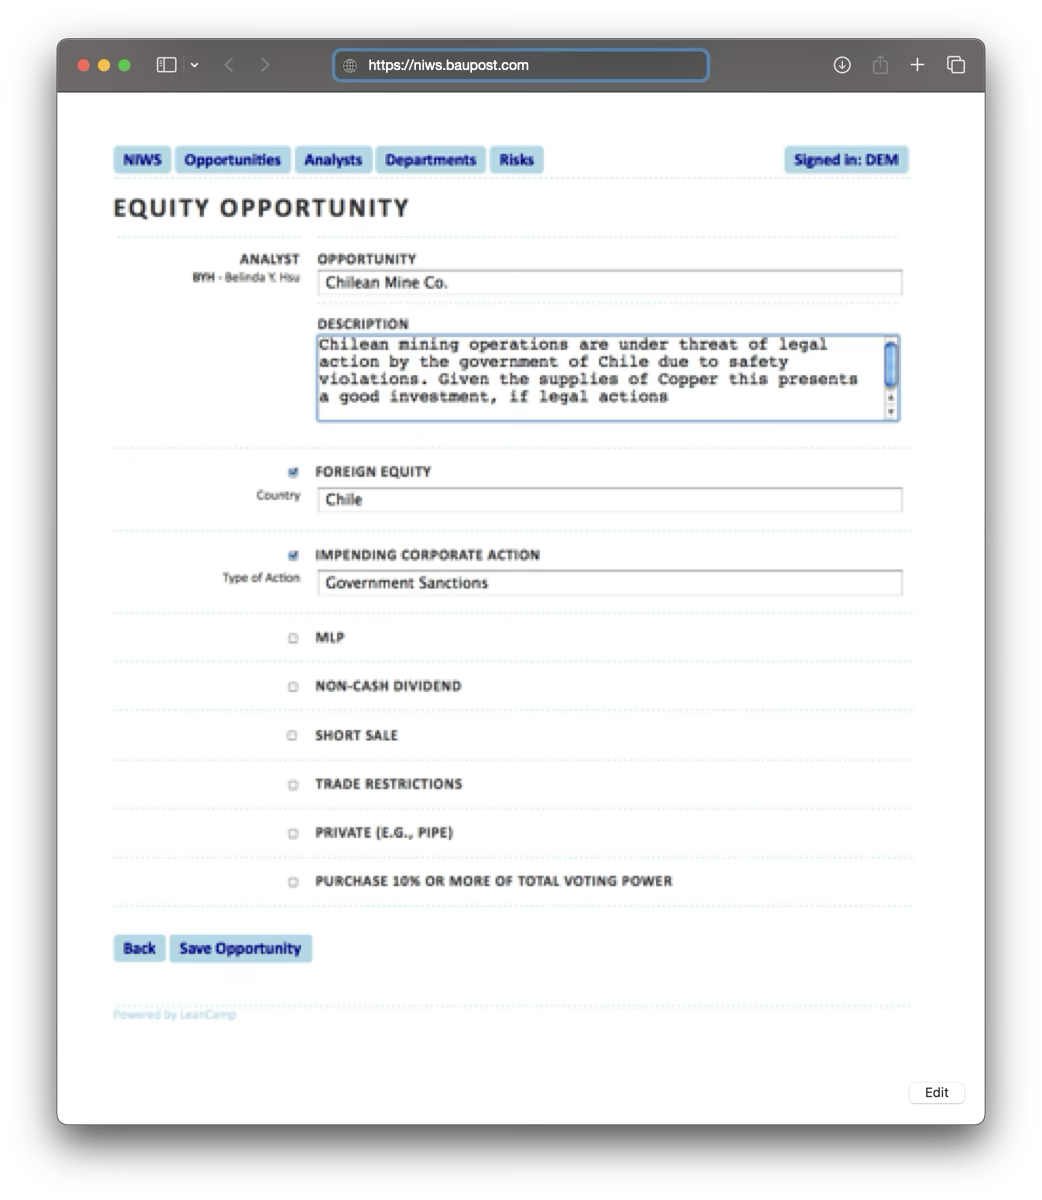 https://niws.baupost.com
NIWS Opportunities Analysts Departments Risks Signed in: DEM
EQUITY OPPORTUNITY
ANALYST OPPORTUNITY
BYH - Belinda Y. Hsu Chilean Mine Co.
DESCRIPTION
Chilean mining operations are under threat of legal
action by the government of Chile due to safety
violations. Given the supplies of Copper this presents
a good investment, if legal actions
FOREIGN EQUITY
Country Chile
IMPENDING CORPORATE ACTION
Type of Action Government Sanctions
MLP
NON-CASH DIVIDEND
SHORT SALE
TRADE RESTRICTIONS
PRIVATE (E.G., PIPE)
PURCHASE 10% OR MORE OF TOTAL VOTING POWER
Back Save Opportunity
Powered by LeanCamp
Edit